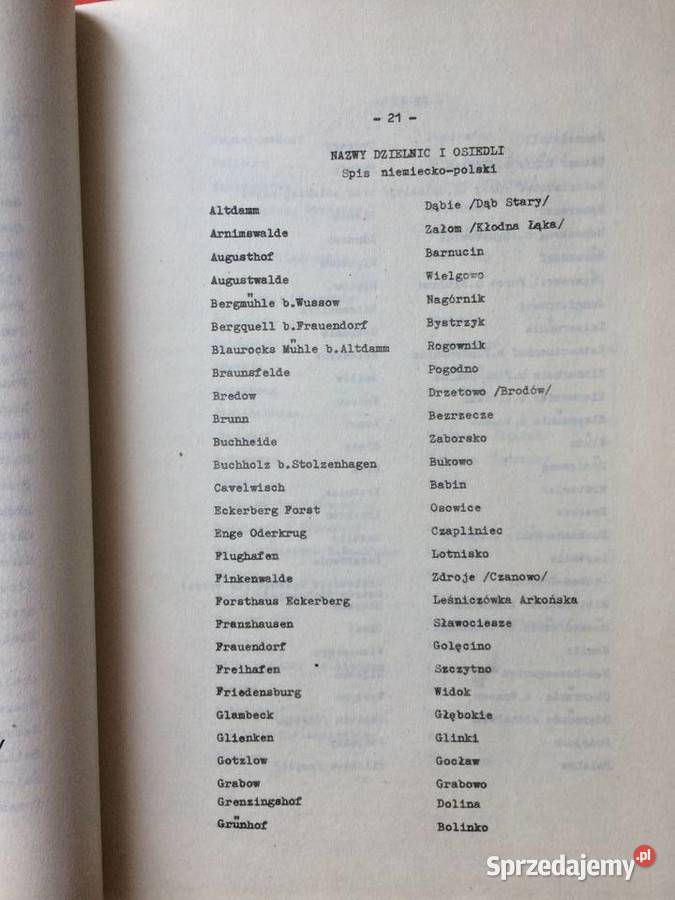 - 21 -
NAZWY DZIELNIC I OSIEDLI
Spis niemiecko-polski
Altdamm Dąbie /Dąb Stary/
Arnimswalde Załom /Kłodna Łąka/
Augusthof Barnucin
Augustwalde Wielgowo
Bergmühle b.Wussow Nagórnik
Bergquell b.Frauendorf Bystrzyk
Blaurocks Mühle b.Altdamm Rogownik
Braunsfelde Pogodno
Bredow Drzetowo /Brodów/
Brunn Bezrzecze
Buchheide Zaborsko
Buchholz b.Stolzenhagen Bukowo
Cavelwisch Babin
Eckerberg Forst Osowice
Enge Oderkrug Czapliniec
Flughafen Lotnisko
Finkenwalde Zdroje /Czanowo/
Forsthaus Eckerberg Leśniczówka Arkońska
Franzhausen Sławociesze
Frauendorf Golęcino
Freihafen Szczytno
Friedensburg Widok
Glambeck Głębokie
Glienken Glinki
Gotzlow Gocław
Grabow Grabowo
Grenzingshof Dolina
Grünhof Bolinko
Sprzedajemy.pl